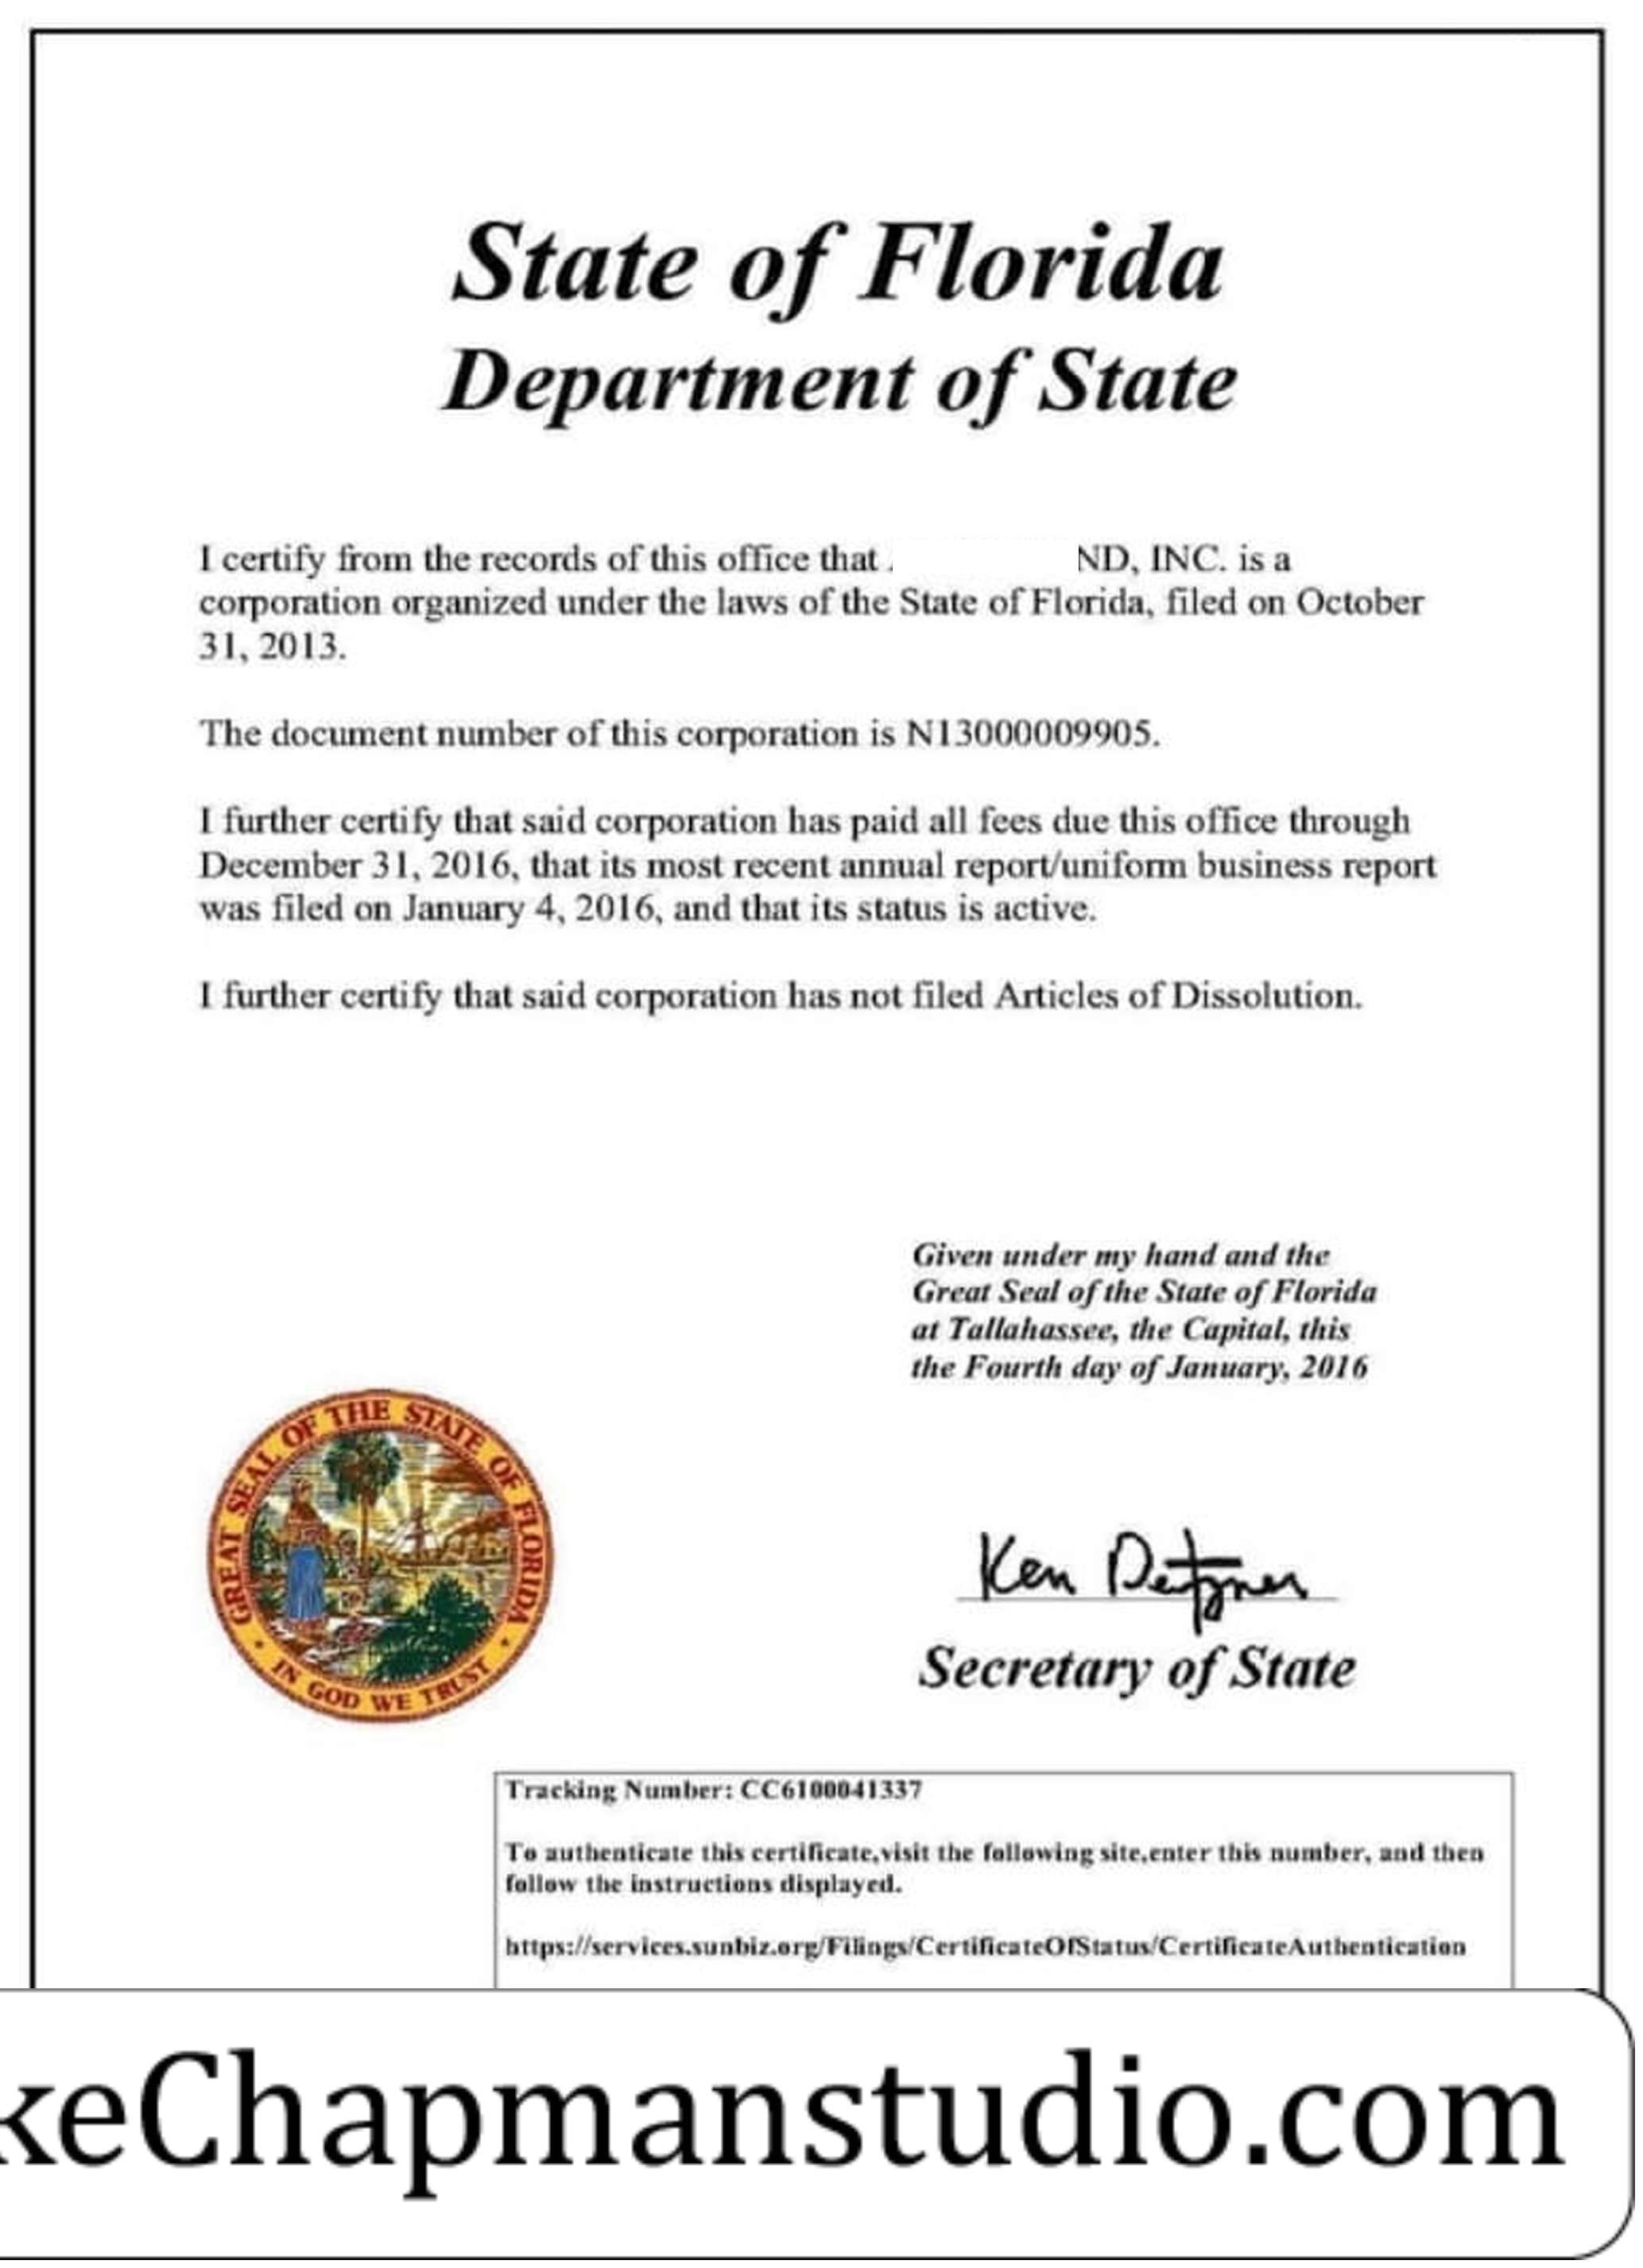 State of Florida
Department of State
I certify from the records of this office that ND, INC. is a
corporation organized under the laws of the State of Florida, filed on October
31, 2013.
The document number of this corporation is N13000009905.
I further certify that said corporation has paid all fees due this office through
December 31, 2016, that its most recent annual report/uniform business report
was filed on January 4, 2016, and that its status is active.
I further certify that said corporation has not filed Articles of Dissolution.
Given under my hand and the
Great Seal of the State of Florida
at Tallahassee, the Capital, this
the Fourth day of January, 2016
GREAT SEAL OF THE STATE OF FLORIDA
IN GOD WE TRUST
Ken Detzner
Secretary of State
Tracking Number: CC6100041337
To authenticate this certificate,visit the following site,enter this number, and then
follow the instructions displayed.
https://services.sunbiz.org/Filings/CertificateOfStatus/CertificateAuthentication
keChapmanstudio.com